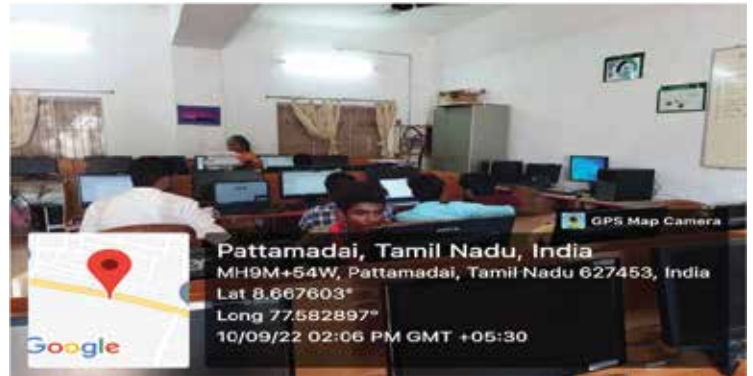 GPS Map Camera
Pattamadai, Tamil Nadu, India
MH9M+54W, Pattamadai, Tamil Nadu 627453, India
Lat 8.667603°
Long 77.582897°
10/09/22 02:06 PM GMT +05:30
Google